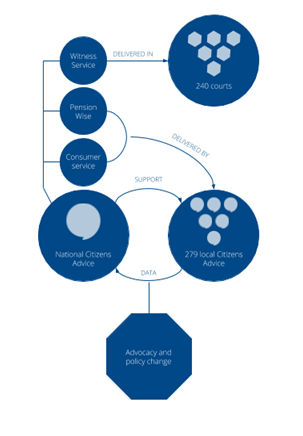 Witness
Service
DELIVERED IN
240 courts
Pension
Wise
Consumer
service
DELIVERED BY
SUPPORT
National Citizens
Advice
279 local Citizens
Advice
DATA
Advocacy and
policy change